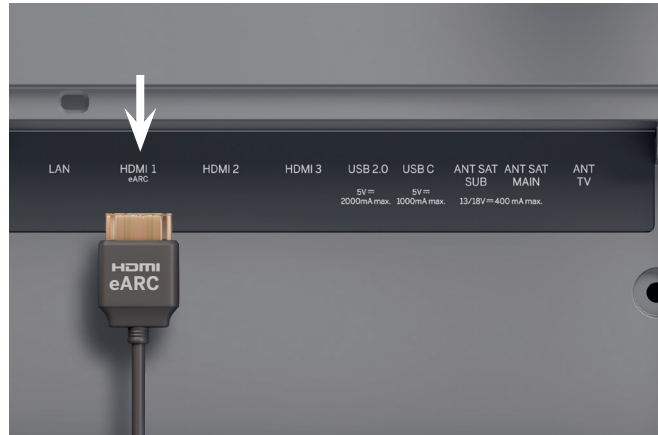 LAN
HDMI 1
eARC
HDMI 2
HDMI 3
USB 2.0
5V⎓
2000mA max.
USB C
5V⎓
1000mA max.
ANT SAT
SUB
ANT SAT
MAIN
13/18V⎓400 mA max.
ANT
TV
HDMI
eARC